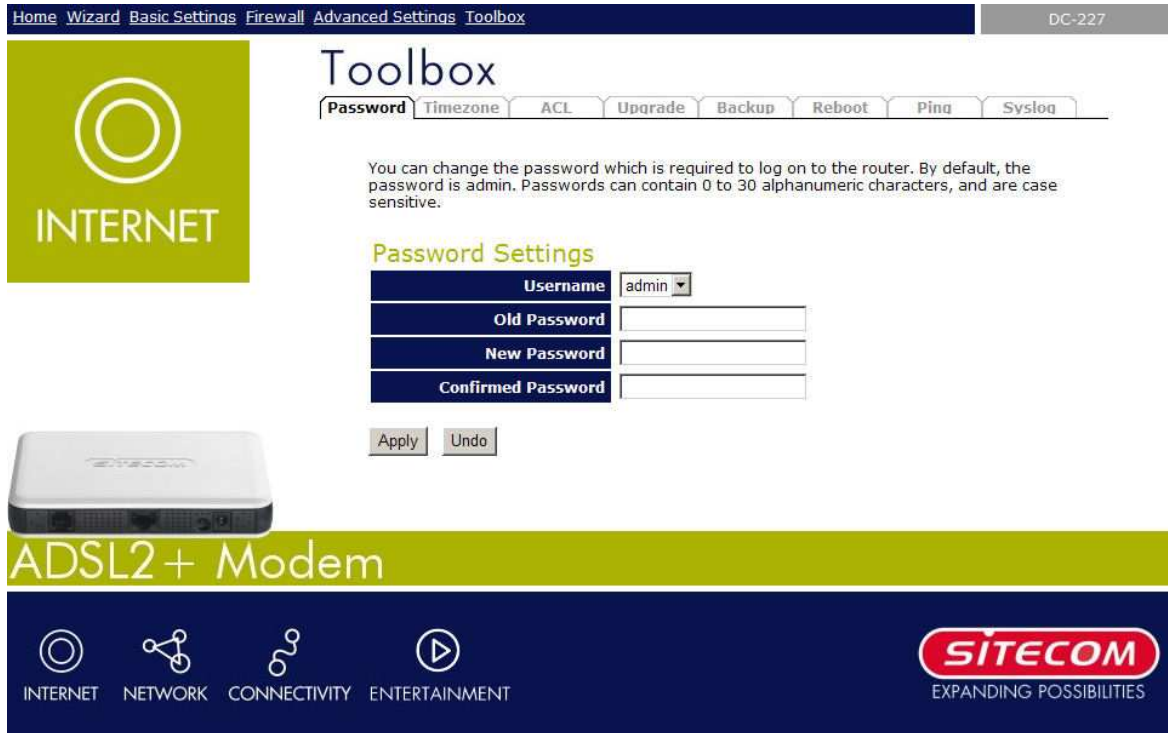 Home Wizard Basic Settings Firewall Advanced Settings Toolbox
DC-227
Toolbox
Password Timezone ACL Upgrade Backup Reboot Ping Syslog
You can change the password which is required to log on to the router. By default, the
password is admin. Passwords can contain 0 to 30 alphanumeric characters, and are case
sensitive.
INTERNET
Password Settings
Username admin
Old Password
New Password
Confirmed Password
Apply Undo
SITECOM
ADSL2+ Modem
INTERNET NETWORK CONNECTIVITY ENTERTAINMENT
SITECOM
EXPANDING POSSIBILITIES